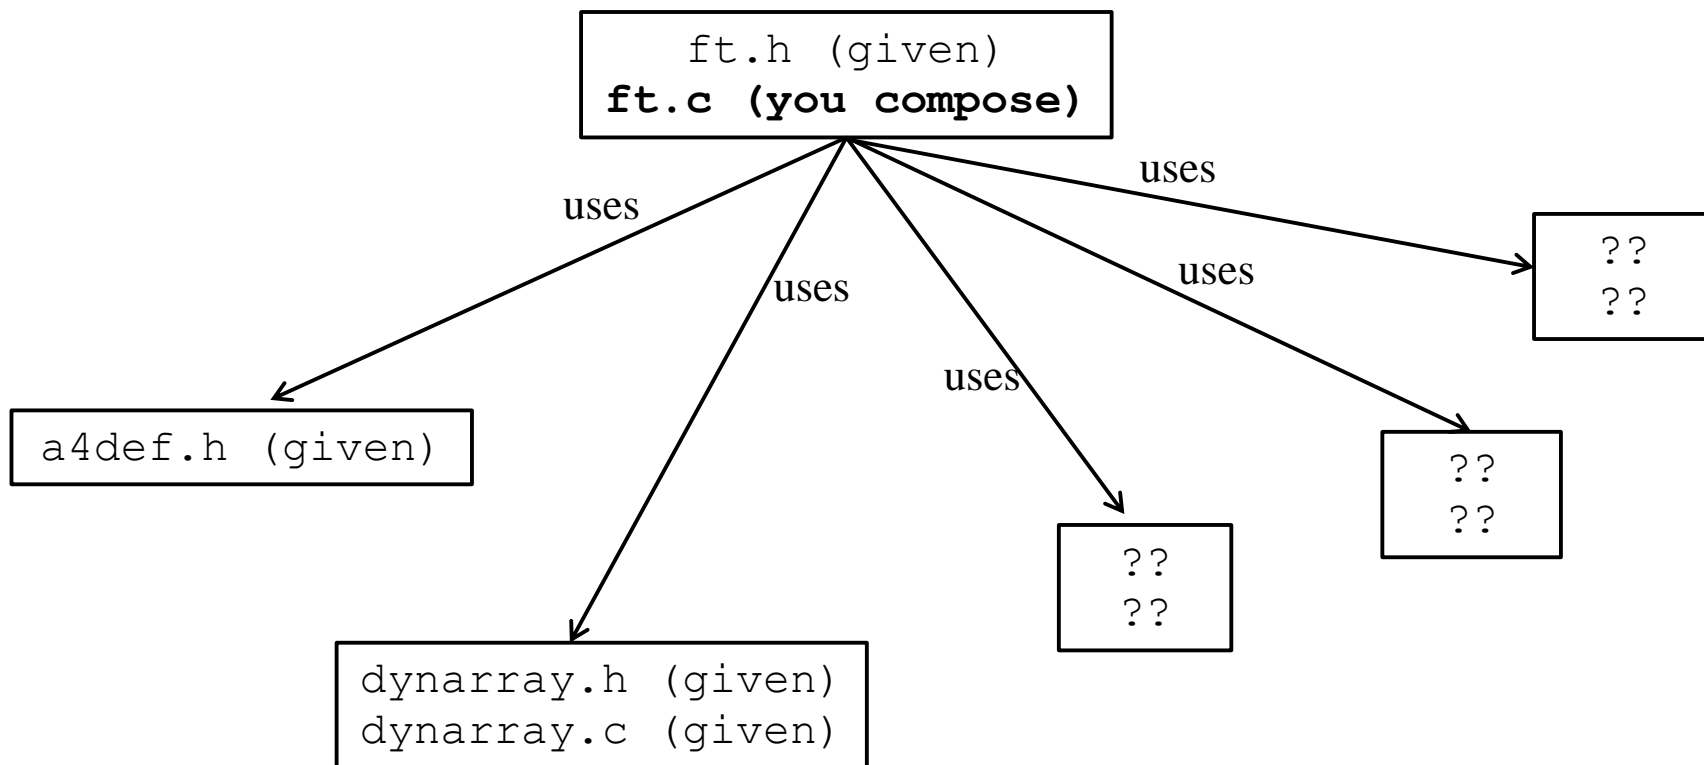 ft.h (given)
ft.c (you compose)
uses
uses
uses
uses
uses
??
??
a4def.h (given)
??
??
??
??
dynarray.h (given)
dynarray.c (given)